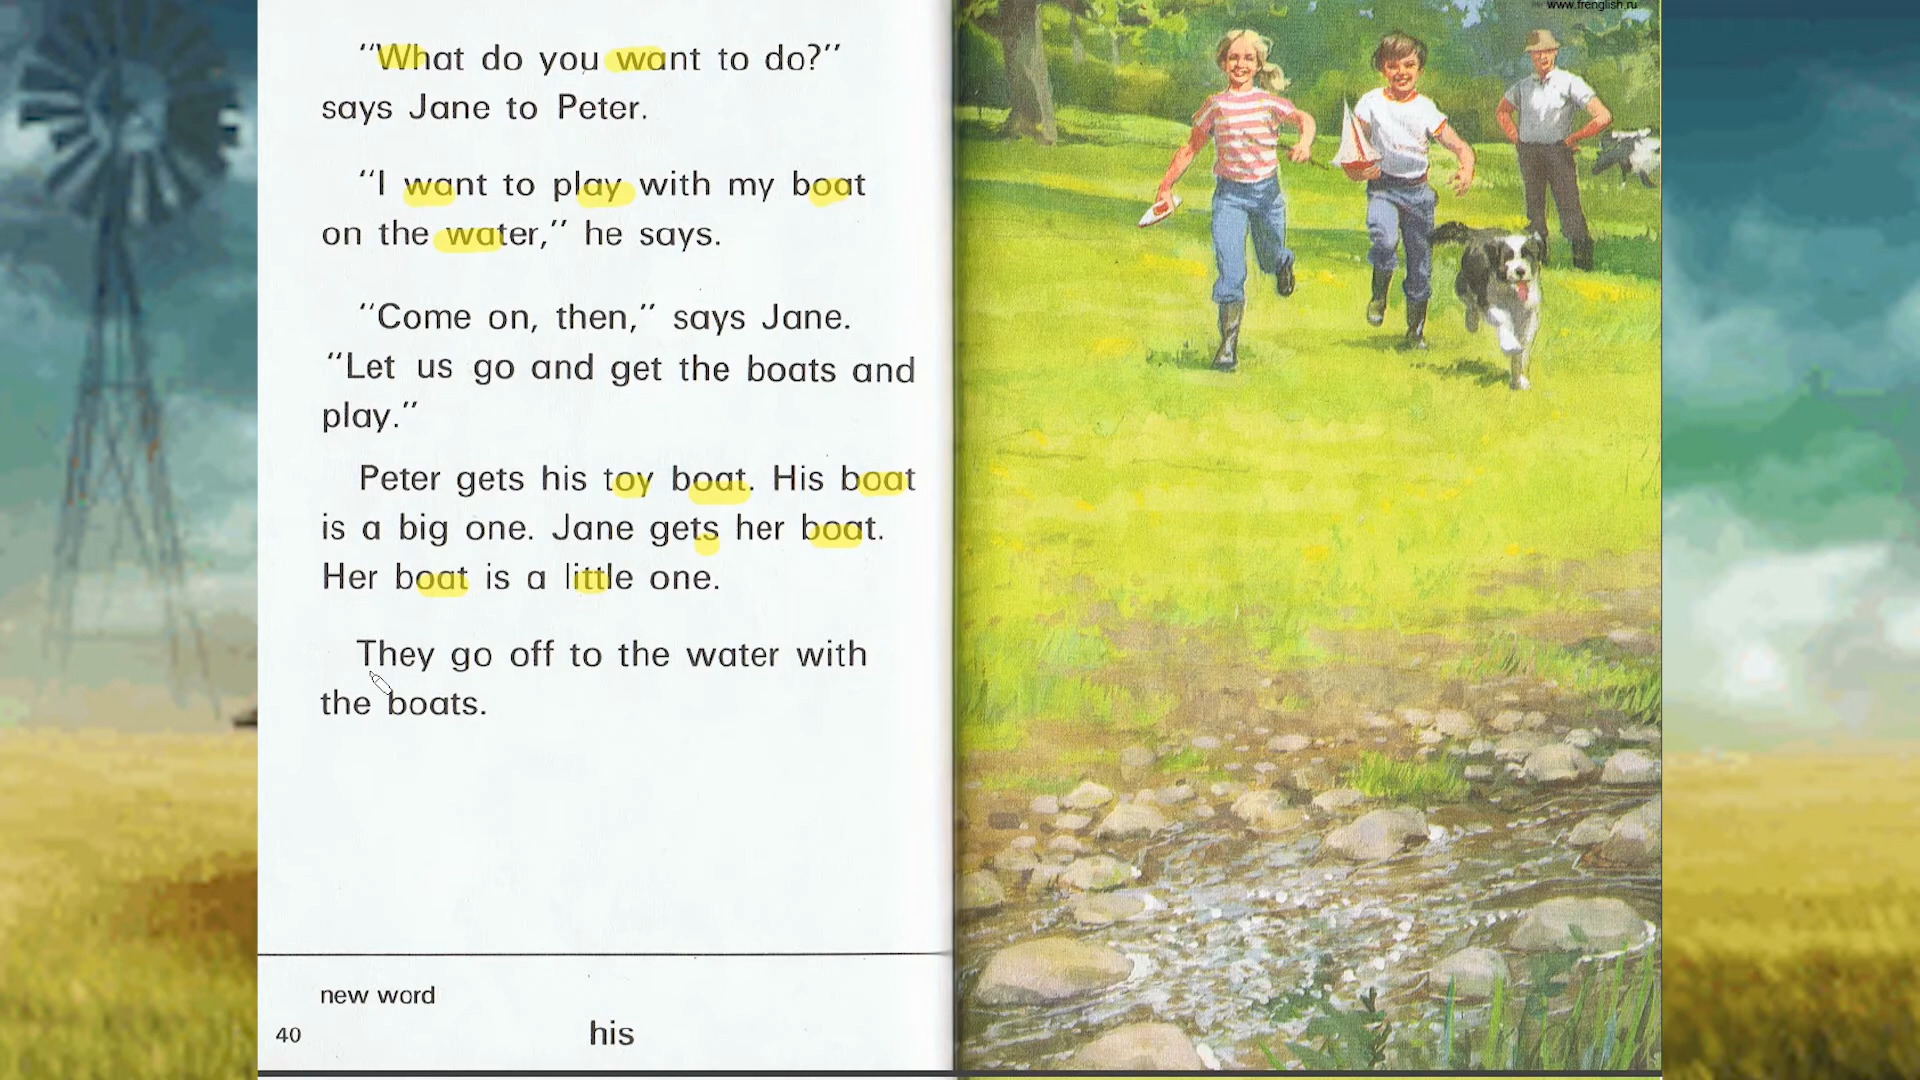 “What do you want to do?”
says Jane to Peter.
“I want to play with my boat
on the water,” he says.
“Come on, then,” says Jane.
“Let us go and get the boats and
play.”
Peter gets his toy boat. His boat
is a big one. Jane gets her boat.
Her boat is a little one.
They go off to the water with
the boats.
new word
40 his
www.frenglish.ru